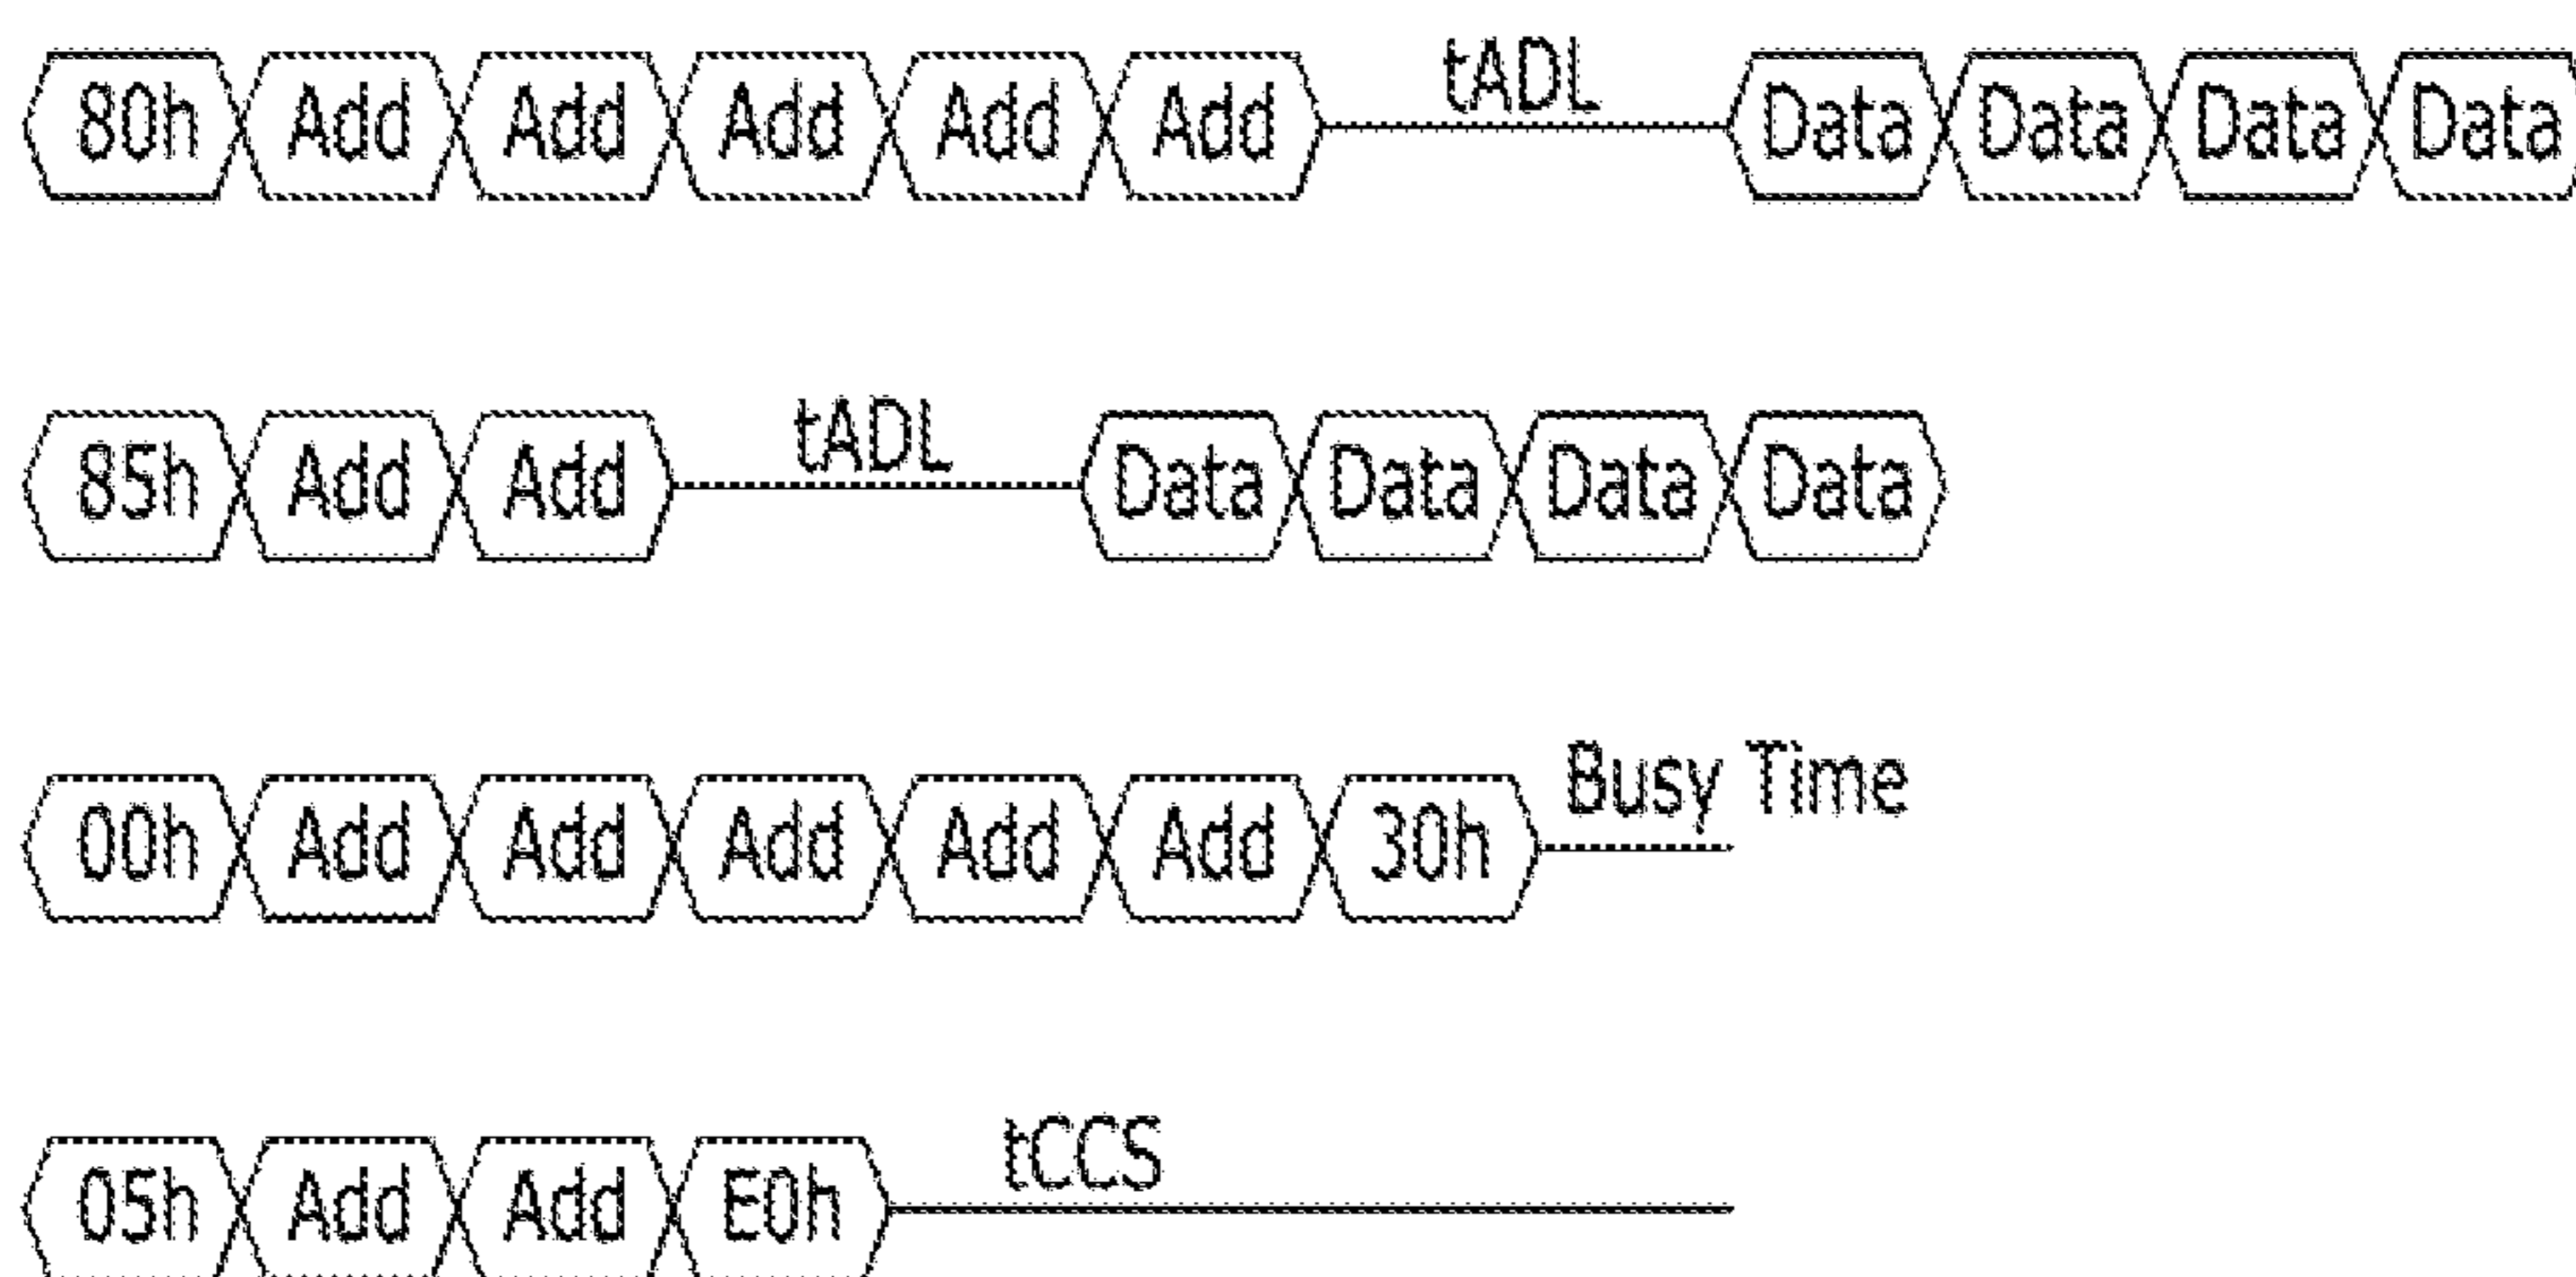 80h Add Add Add Add Add tADL Data Data Data Data
85h Add Add tADL Data Data Data Data
00h Add Add Add Add Add 30h Busy Time
05h Add Add E0h tCCS